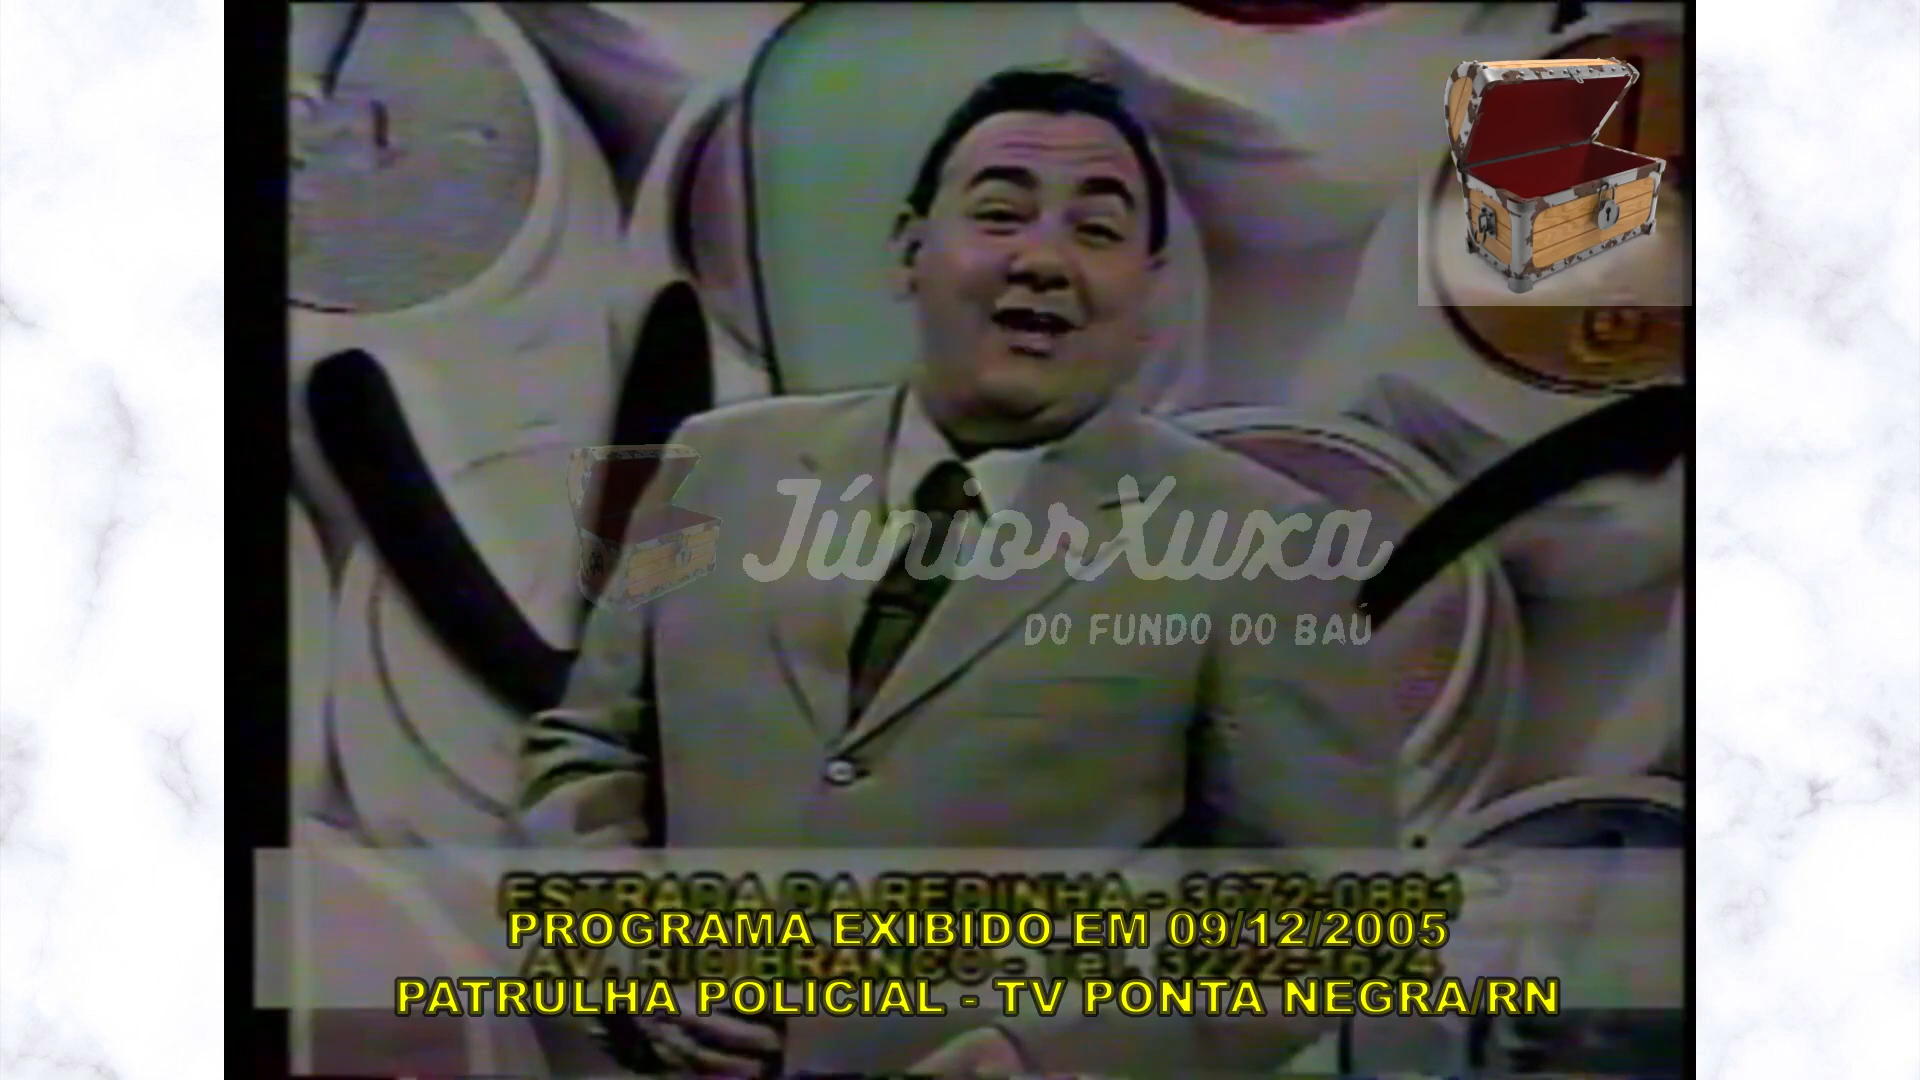 JúniorXuxa
DO FUNDO DO BAÚ
ESTRADA DA REDINHA - 3672-0881
PROGRAMA EXIBIDO EM 09/12/2005
AV. RIO BRANCO - Tel. 3222-1624
PATRULHA POLICIAL - TV PONTA NEGRA/RN